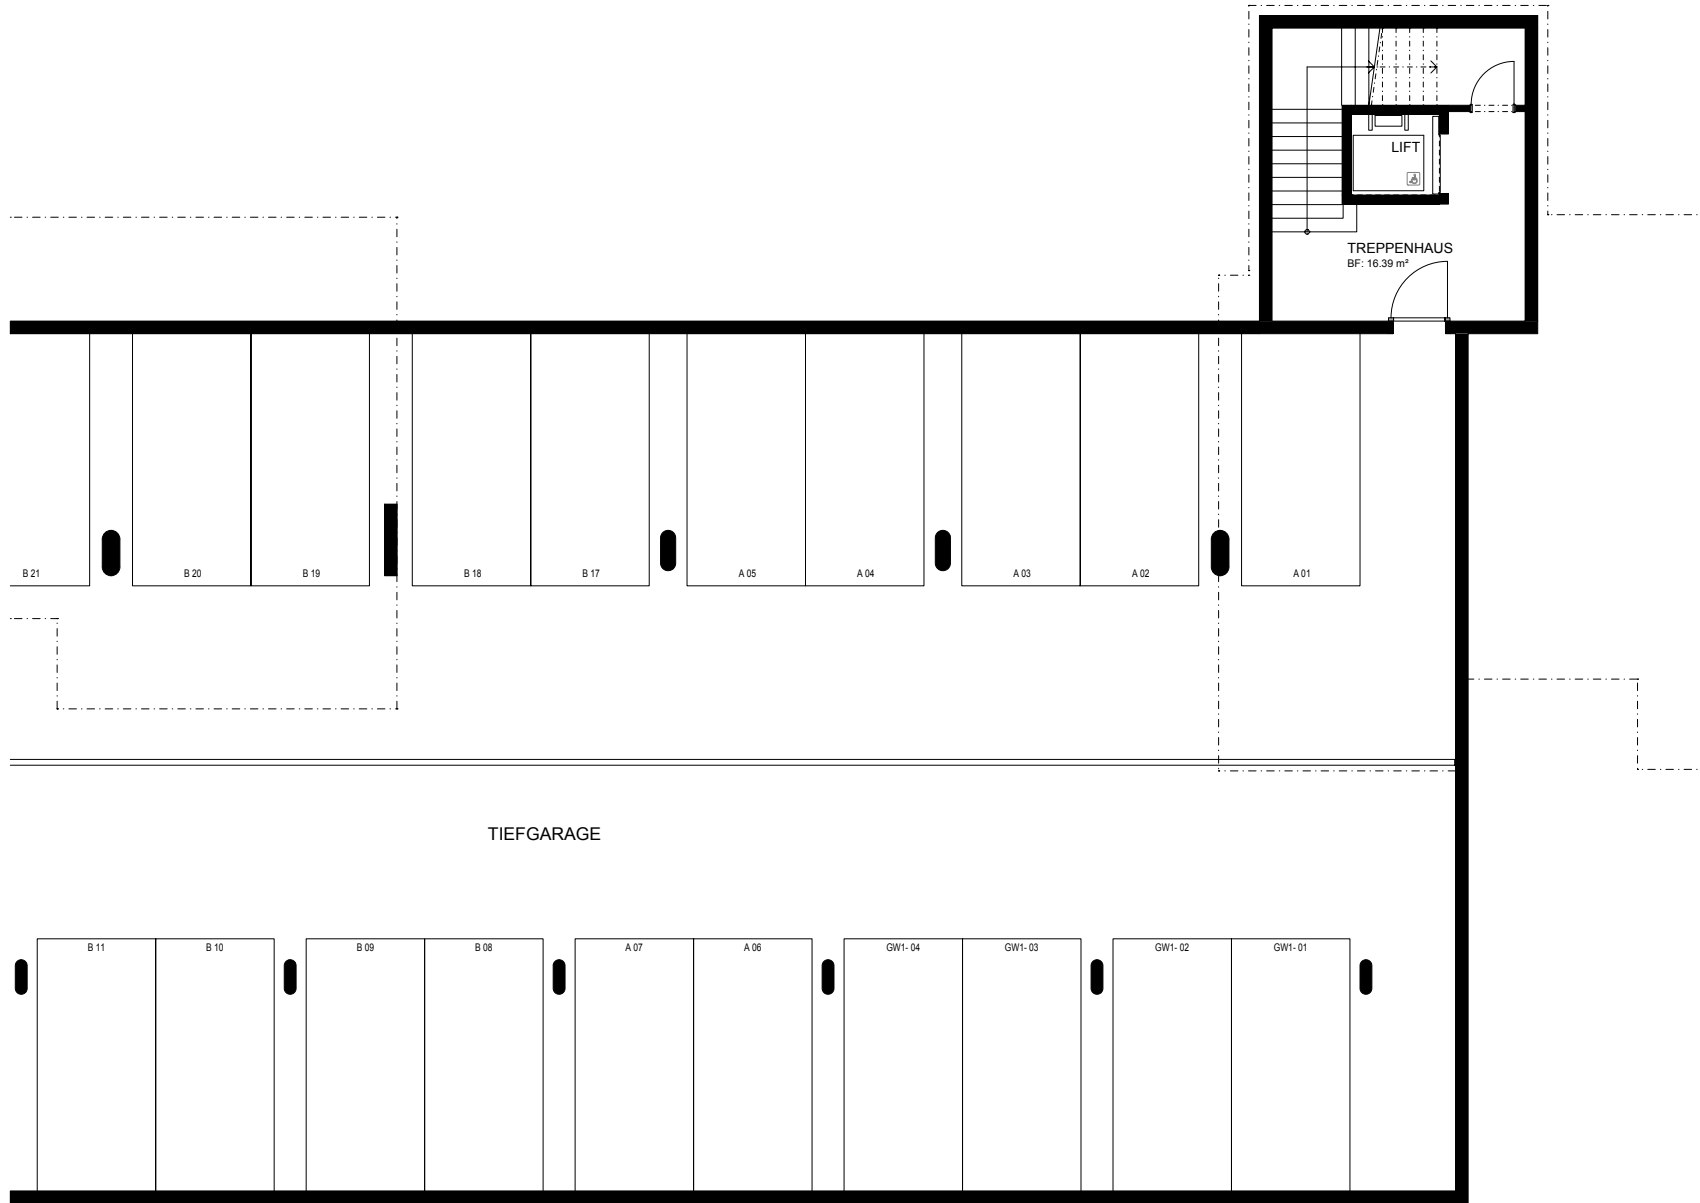 LIFT
TREPPENHAUS
BF: 16.39 m²
B 21
B 20
B 19
B 18
B 17
A 05
A 04
A 03
A 02
A 01
TIEFGARAGE
B 11
B 10
B 09
B 08
A 07
A 06
GW1- 04
GW1- 03
GW1- 02
GW1- 01